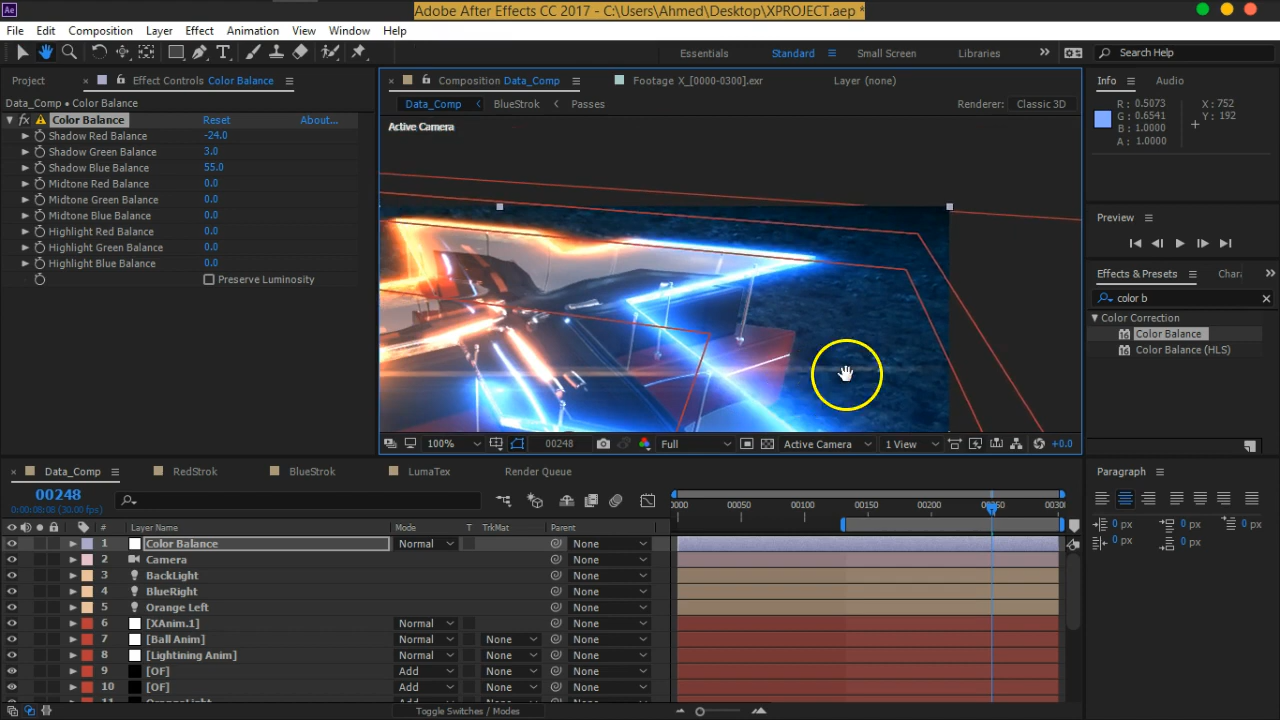 Ae
Adobe After Effects CC 2017 - C:\Users\Ahmed\Desktop\XPROJECT.aep *
File Edit Composition Layer Effect Animation View Window Help
Essentials Standard Small Screen Libraries Search Help
Project Effect Controls Color Balance
Data_Comp • Color Balance
fx Color Balance Reset About...
Shadow Red Balance -24.0
Shadow Green Balance 3.0
Shadow Blue Balance 55.0
Midtone Red Balance 0.0
Midtone Green Balance 0.0
Midtone Blue Balance 0.0
Highlight Red Balance 0.0
Highlight Green Balance 0.0
Highlight Blue Balance 0.0
Preserve Luminosity
Composition Data_Comp Footage X_[0000-0300].exr Layer (none)
Data_Comp BlueStrok Passes Renderer: Classic 3D
Active Camera
100% 00248 Full Active Camera 1 View +0.0
Info Audio
R: 0.5073 X: 752
G: 0.6541 Y: 192
B: 1.0000
A: 1.0000
Preview
Effects & Presets Chara
color b
Color Correction
16 Color Balance
16 Color Balance (HLS)
Data_Comp RedStrok BlueStrok LumaTex Render Queue
00248
0:00:08:08 (30.00 fps)
0000 00050 00100 00150 00200 00250 0030
# Layer Name Mode T TrkMat Parent
1 Color Balance Normal None
2 Camera None
3 BackLight None
4 BlueRight None
5 Orange Left None
6 [XAnim.1] Normal None
7 [Ball Anim] Normal None None
8 [Lightining Anim] Normal None None
9 [OF] Add None None
10 [OF] Add None None
Toggle Switches / Modes
Paragraph
0 px 0 px 0 px
0 px 0 px